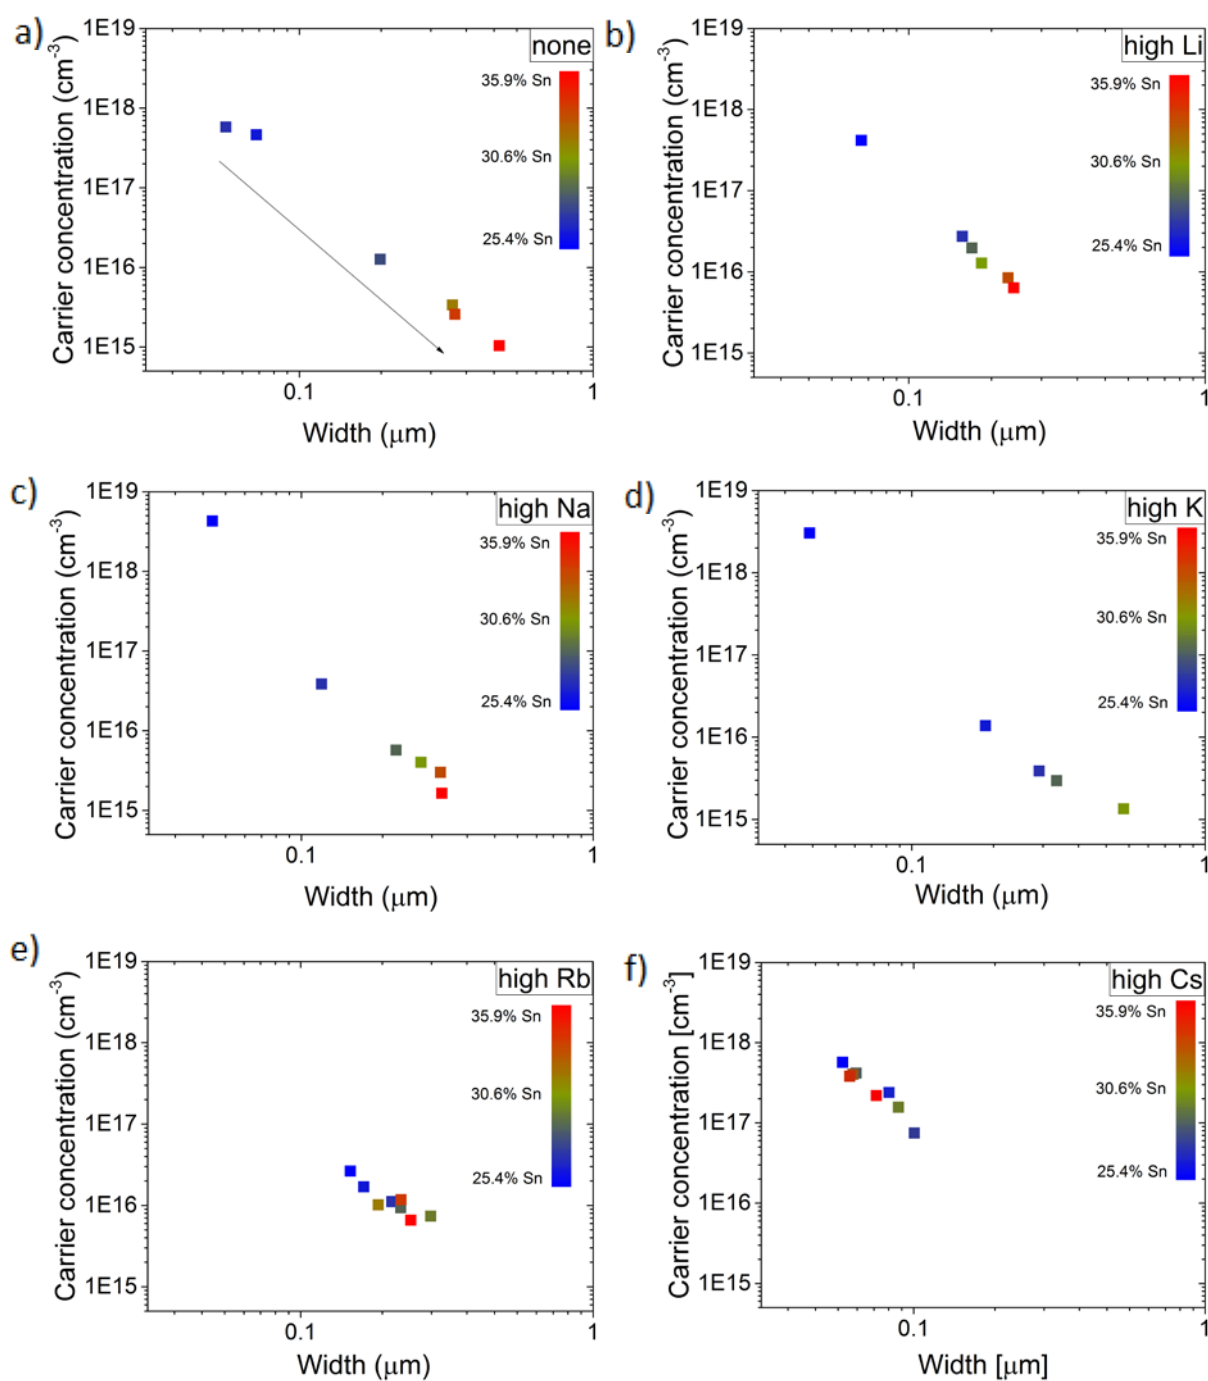 a)
none
Carrier concentration (cm-3)
1E19
1E18
1E17
1E16
1E15
35.9% Sn
30.6% Sn
25.4% Sn
0.1
1
Width (μm)
b)
high Li
Carrier concentration (cm-3)
1E19
1E18
1E17
1E16
1E15
35.9% Sn
30.6% Sn
25.4% Sn
0.1
1
Width (μm)
c)
high Na
Carrier concentration (cm-3)
1E19
1E18
1E17
1E16
1E15
35.9% Sn
30.6% Sn
25.4% Sn
0.1
1
Width (μm)
d)
high K
Carrier concentration (cm-3)
1E19
1E18
1E17
1E16
1E15
35.9% Sn
30.6% Sn
25.4% Sn
0.1
1
Width (μm)
e)
high Rb
Carrier concentration (cm-3)
1E19
1E18
1E17
1E16
1E15
35.9% Sn
30.6% Sn
25.4% Sn
0.1
1
Width (μm)
f)
high Cs
Carrier concentration [cm-3]
1E19
1E18
1E17
1E16
1E15
35.9% Sn
30.6% Sn
25.4% Sn
0.1
1
Width [μm]